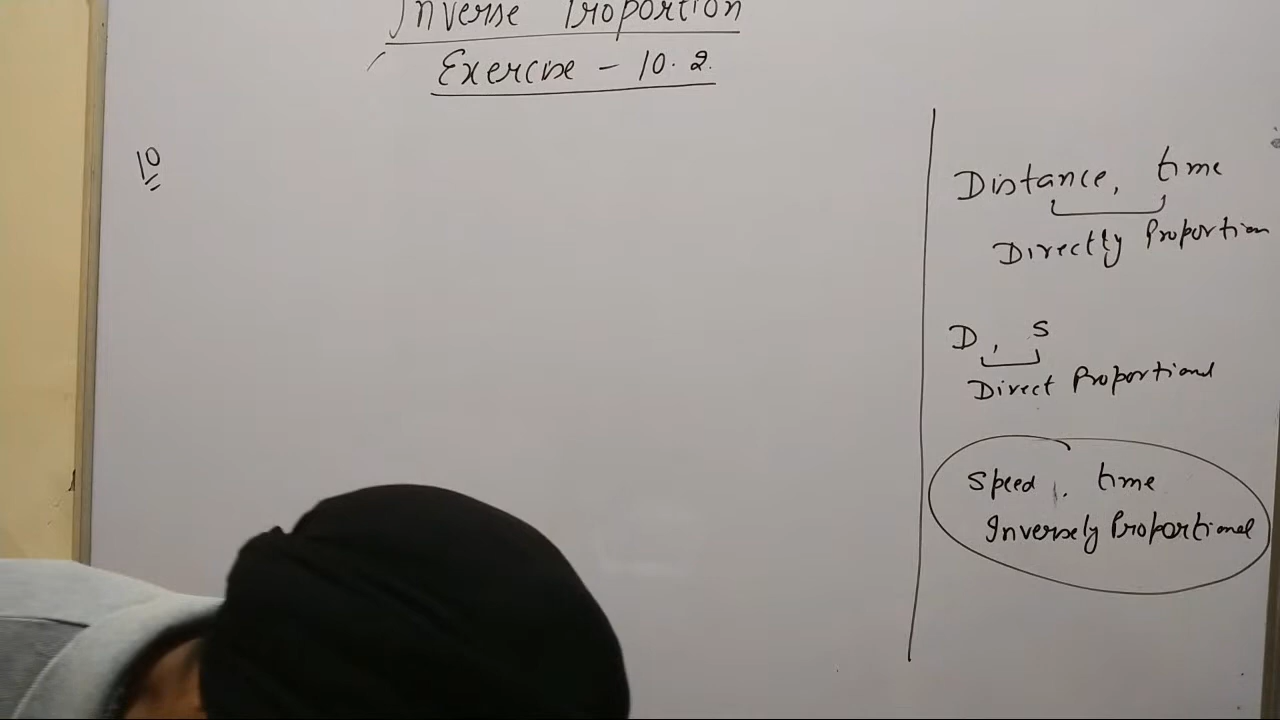 Inverse Proportion
Exercise - 10.2.
10
Distance, time
Directly Proportion
D, S
Direct Proportional
Speed, time
Inversely Proportional